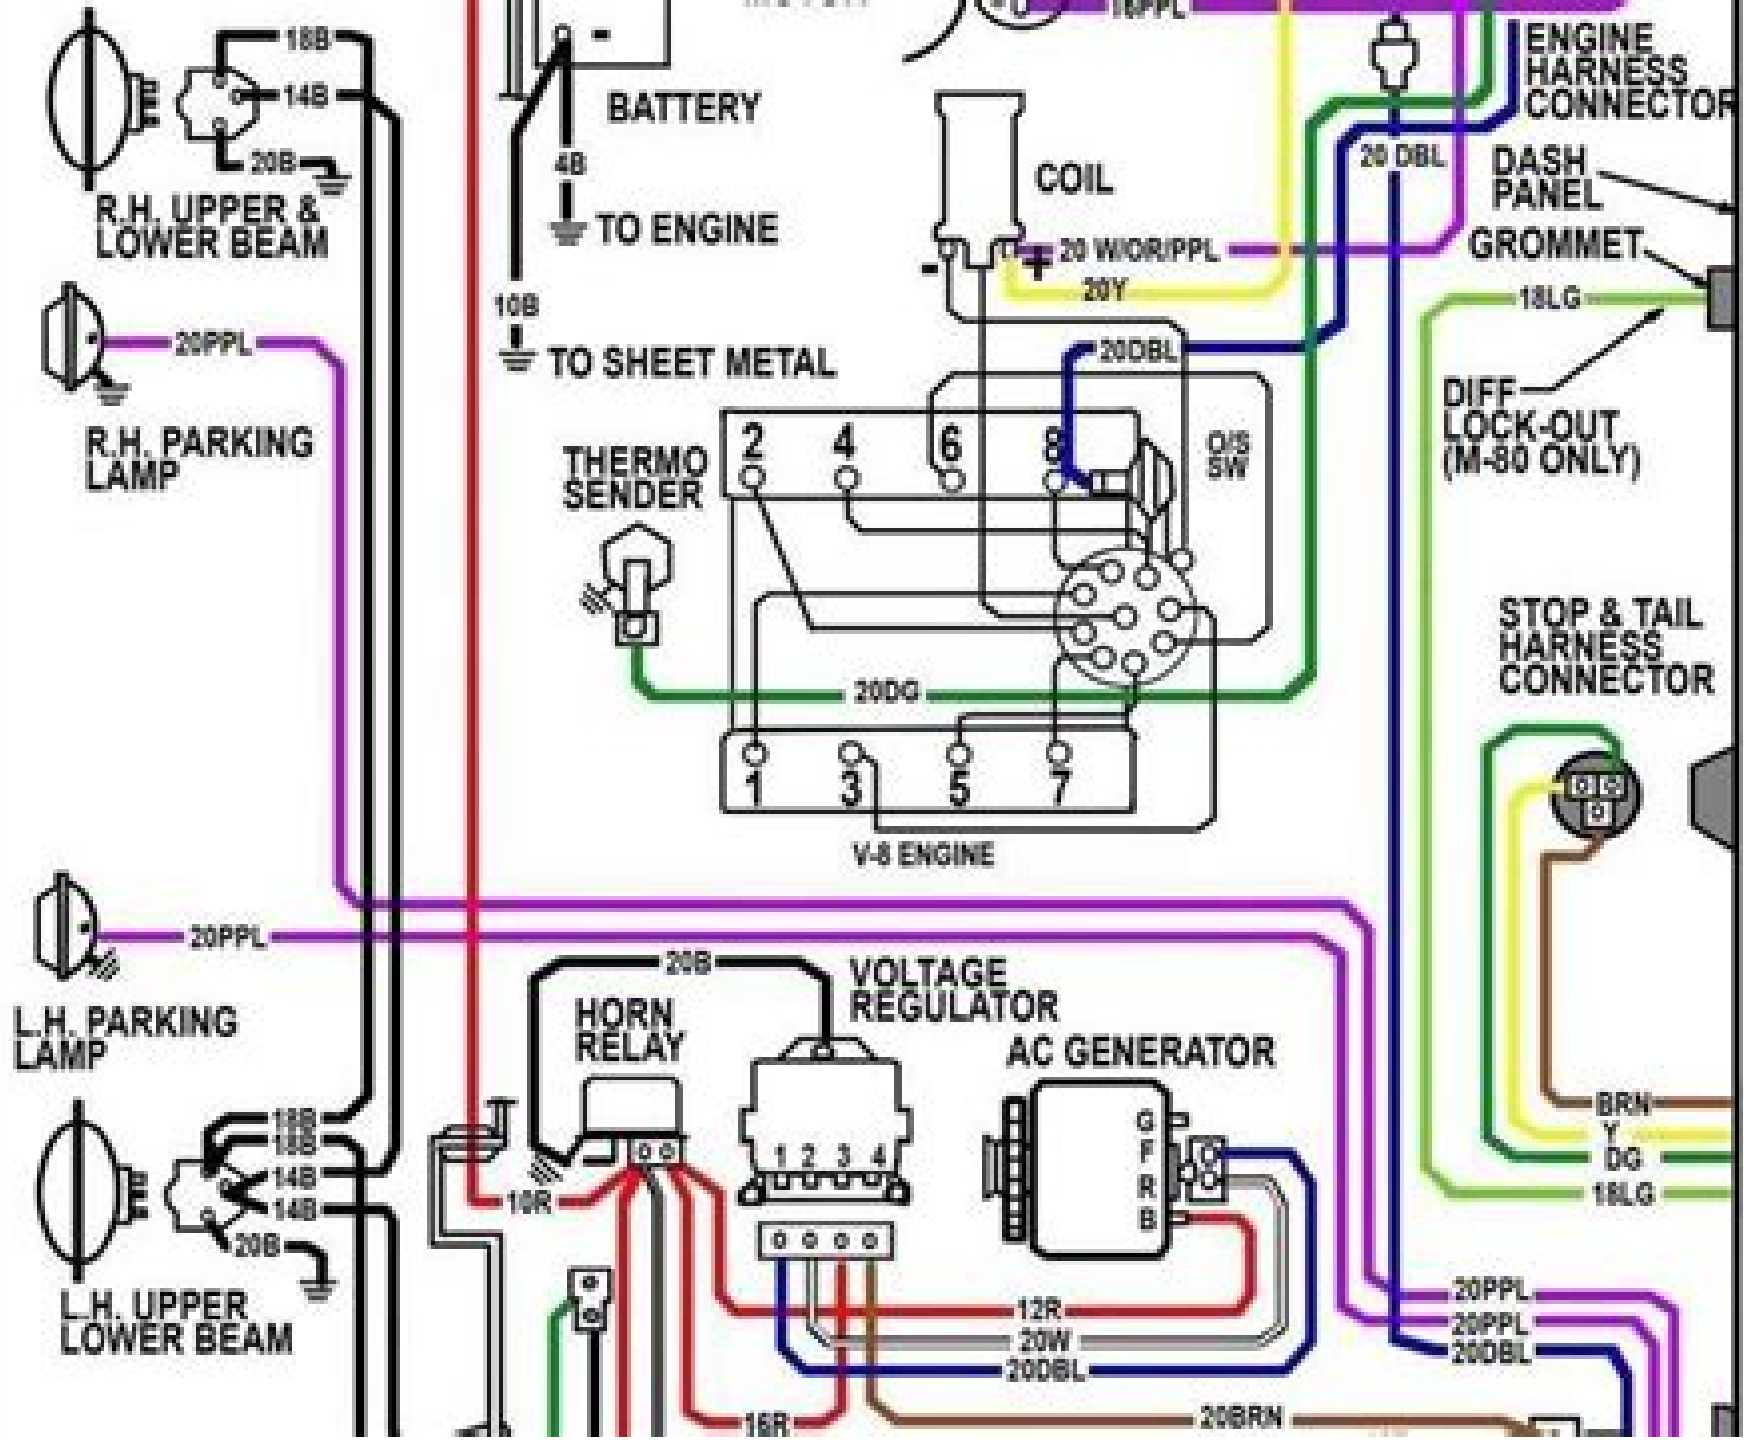 18B
14B
20B
R.H. UPPER &
LOWER BEAM
-
BATTERY
4B
TO ENGINE
10B
TO SHEET METAL
16PPL
ENGINE
HARNESS
CONNECTOR
20 DBL
DASH
PANEL
GROMMET
COIL
-
+
20 W/OR/PPL
20Y
18LG
DIFF
LOCK-OUT
(M-80 ONLY)
20PPL
R.H. PARKING
LAMP
20DBL
O/S
SW
THERMO
SENDER
2 4 6 8
20DG
1 3 5 7
V-8 ENGINE
STOP & TAIL
HARNESS
CONNECTOR
20PPL
L.H. PARKING
LAMP
20B
VOLTAGE
REGULATOR
HORN
RELAY
AC GENERATOR
G
F
R
B
1 2 3 4
BRN
Y
DG
18LG
18B
18B
14B
14B
20B
L.H. UPPER
LOWER BEAM
10R
12R
20W
20DBL
16R
20BRN
20PPL
20PPL
20DBL